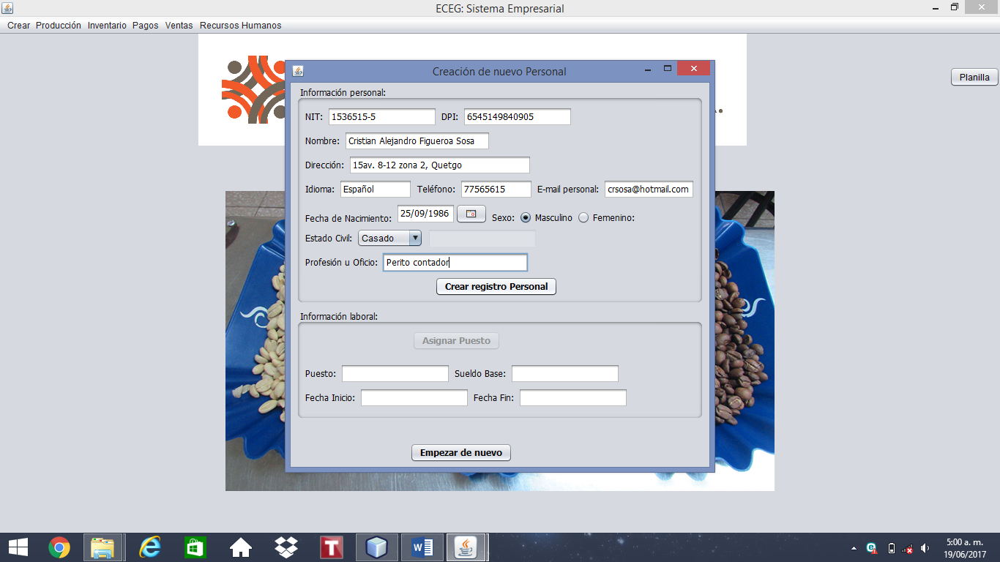 ECEG: Sistema Empresarial
Crear Producción Inventario Pagos Ventas Recursos Humanos
Planilla
Creación de nuevo Personal
Información personal:
NIT: 1536515-5 DPI: 6545149840905
Nombre: Cristian Alejandro Figueroa Sosa
Dirección: 15av. 8-12 zona 2, Quetgo
Idioma: Español Teléfono: 77565615 E-mail personal: crsosa@hotmail.com
Fecha de Nacimiento: 25/09/1986 Sexo: Masculino Femenino:
Estado Civil: Casado
Profesión u Oficio: Perito contador
Crear registro Personal
Información laboral:
Asignar Puesto
Puesto: Sueldo Base:
Fecha Inicio: Fecha Fin:
Empezar de nuevo
5:00 a. m.
19/06/2017